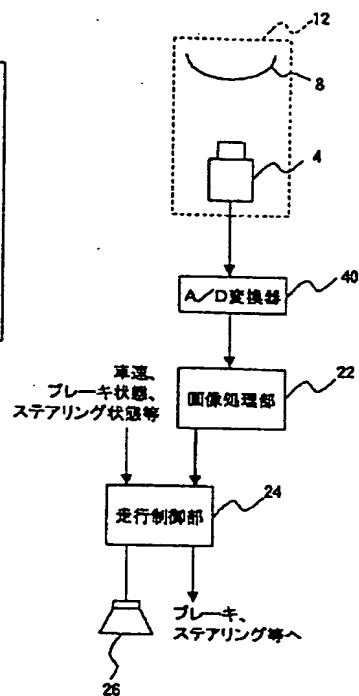 12
8
4
40
A/D変換器
車速、
ブレーキ状態、
ステアリング状態等
22
画像処理部
24
走行制御部
ブレーキ、
ステアリング等へ
26